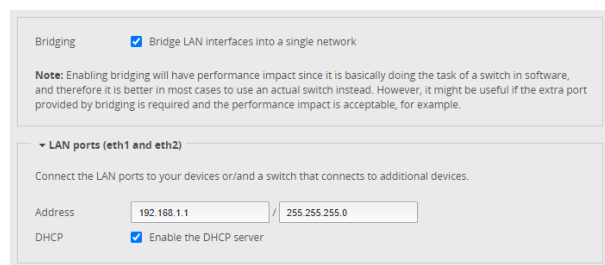 Bridging Bridge LAN interfaces into a single network
Note: Enabling bridging will have performance impact since it is basically doing the task of a switch in software,
and therefore it is better in most cases to use an actual switch instead. However, it might be useful if the extra port
provided by bridging is required and the performance impact is acceptable, for example.
LAN ports (eth1 and eth2)
Connect the LAN ports to your devices or/and a switch that connects to additional devices.
Address 192.168.1.1 / 255.255.255.0
DHCP Enable the DHCP server